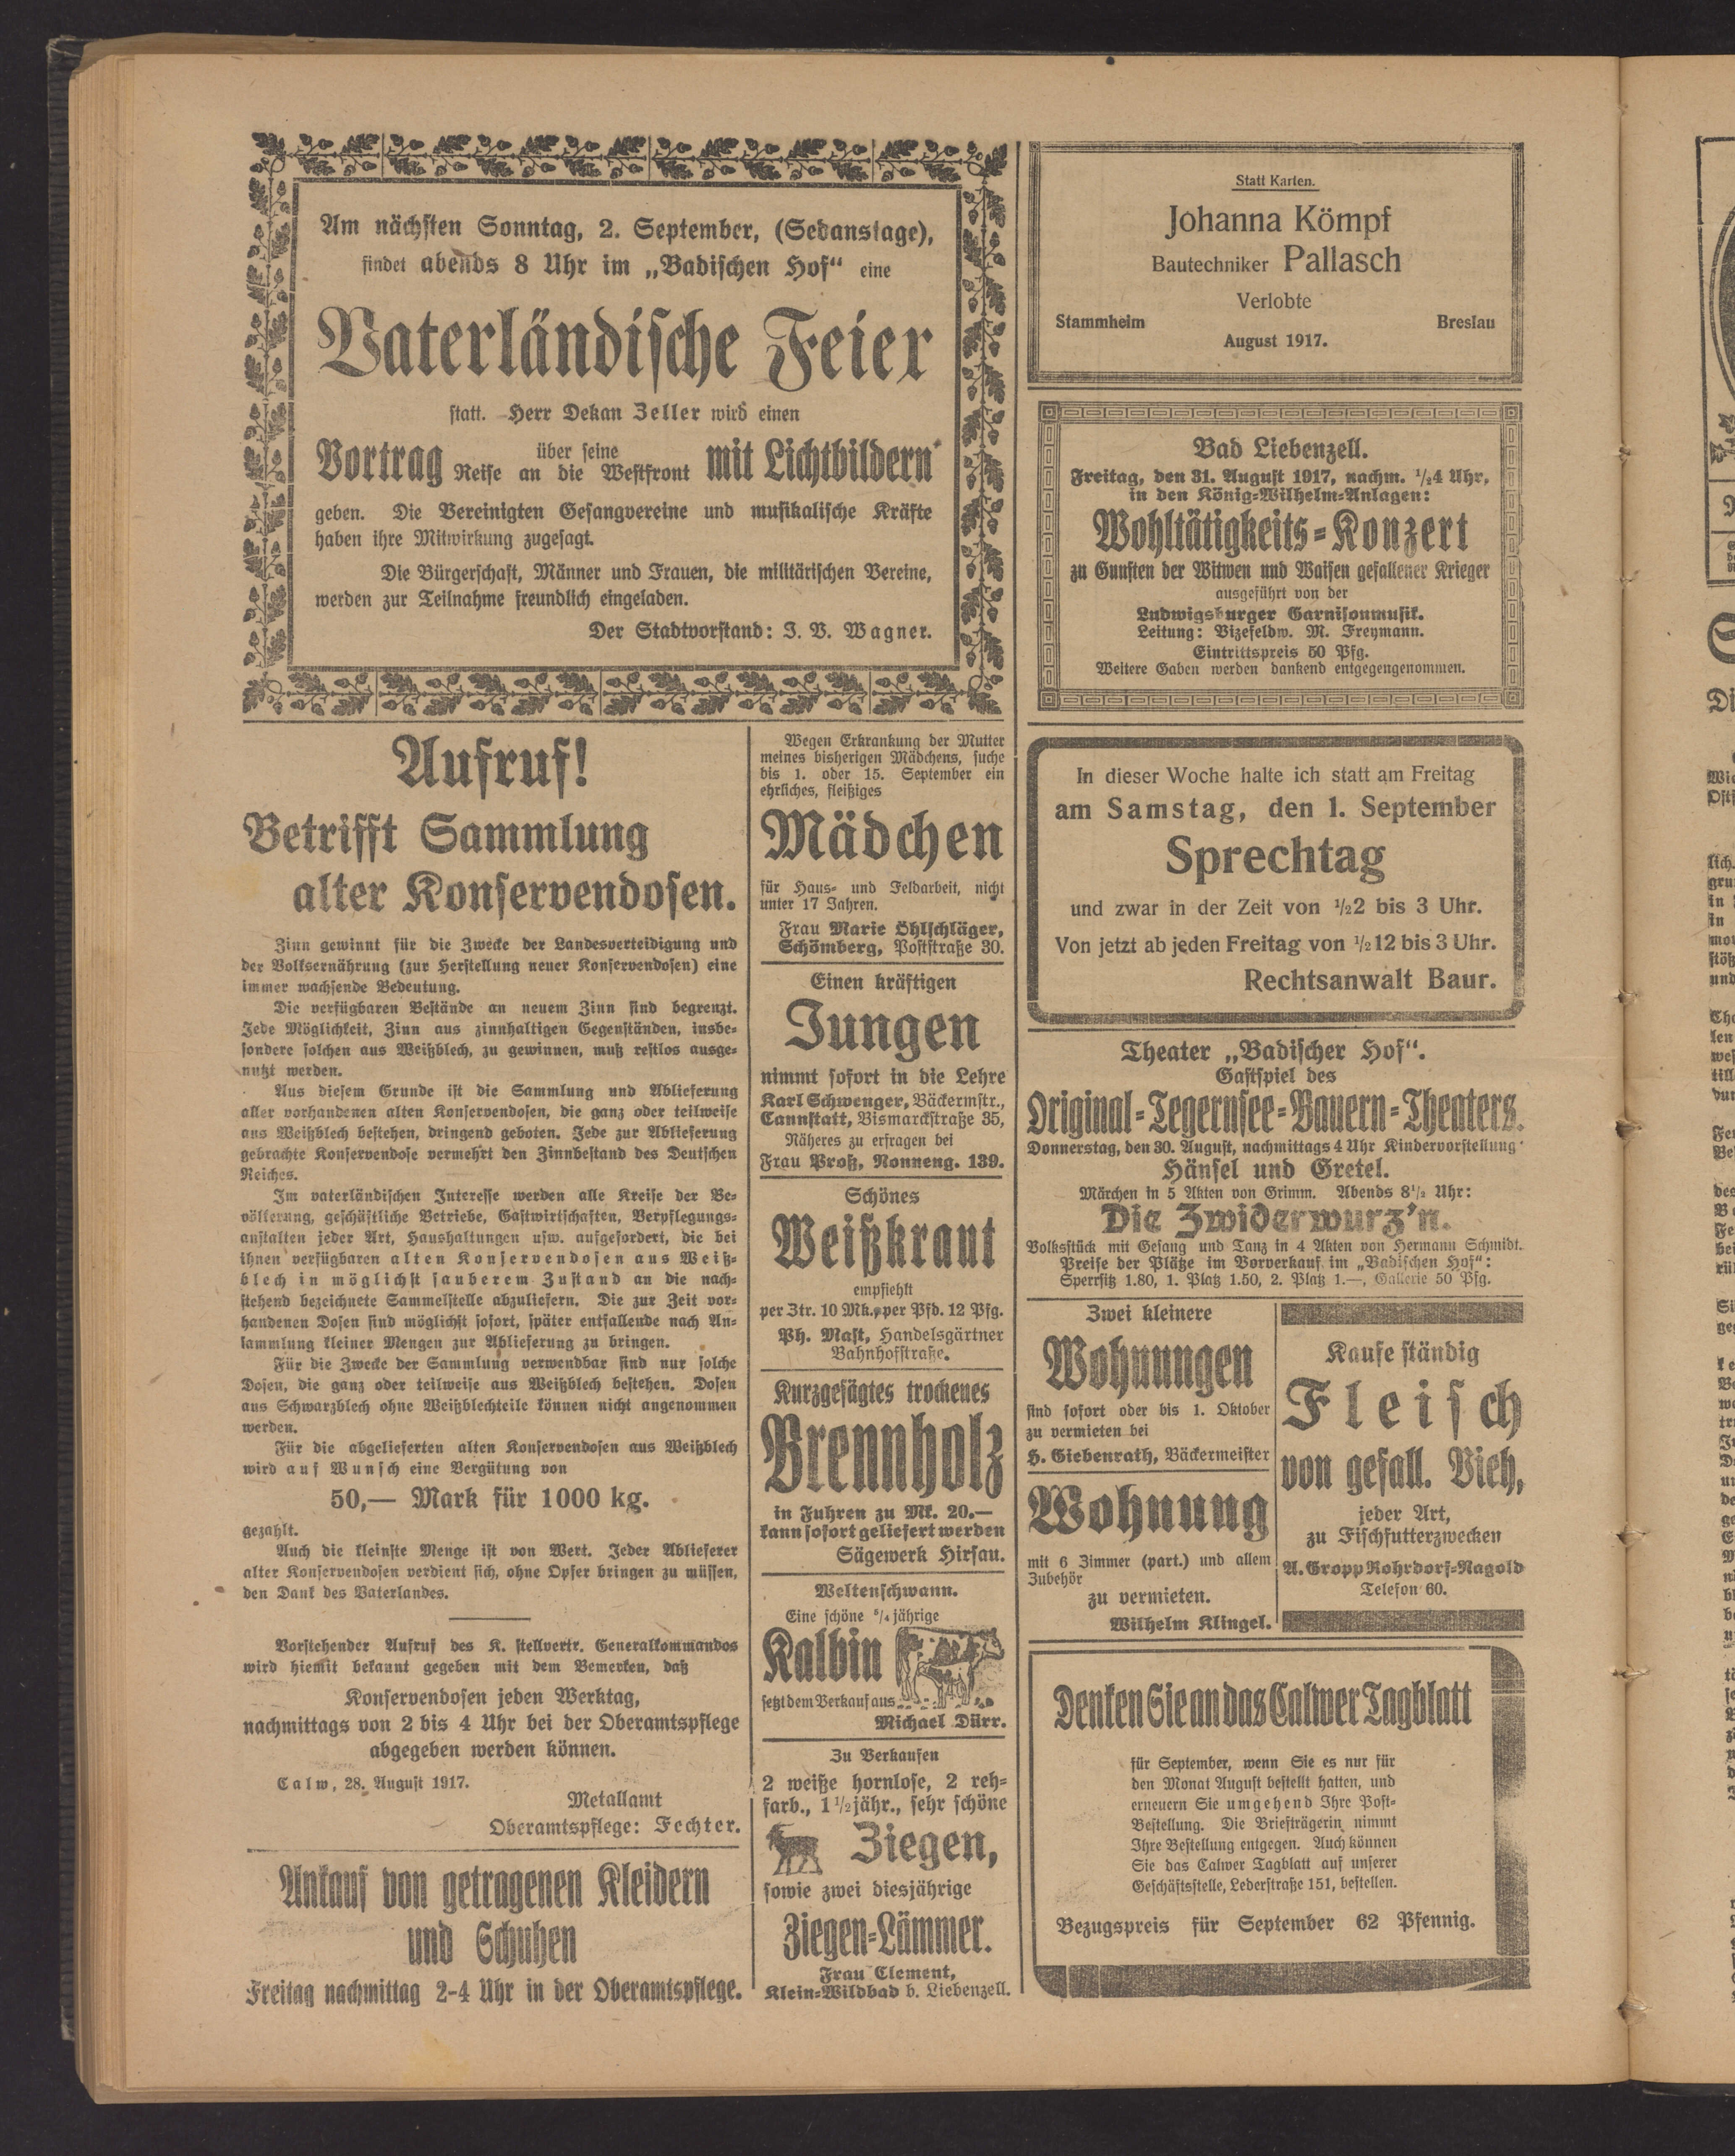 Am nächsten Sonntag, 2. September, (Sedanstage),
findet abends 8 Uhr im „Badischen Hof“ eine
Vaterländische Feier
statt. Herr Dekan Zeller wird einen
Vortrag über seine Reise an die Westfront mit Lichtbildern
geben. Die Vereinigten Gesangvereine und musikalische Kräfte
haben ihre Mitwirkung zugesagt.
Die Bürgerschaft, Männer und Frauen, die militärischen Vereine,
werden zur Teilnahme freundlich eingeladen.
Der Stadtvorstand: J. V. Wagner.
Aufruf!
Betrifft Sammlung
alter Konservendosen.
Zinn gewinnt für die Zwecke der Landesverteidigung und
der Volksernährung (zur Herstellung neuer Konservendosen) eine
immer wachsende Bedeutung.
Die verfügbaren Bestände an neuem Zinn sind begrenzt.
Jede Möglichkeit, Zinn aus zinnhaltigen Gegenständen, insbe-
sondere solchen aus Weißblech, zu gewinnen, muß restlos ausge-
nutzt werden.
Aus diesem Grunde ist die Sammlung und Ablieferung
aller vorhandenen alten Konservendosen, die ganz oder teilweise
aus Weißblech bestehen, dringend geboten. Jede zur Ablieferung
gebrachte Konservendose vermehrt den Zinnbestand des Deutschen
Reiches.
Im vaterländischen Interesse werden alle Kreise der Be-
völkerung, geschäftliche Betriebe, Gastwirtschaften, Verpflegungs-
anstalten jeder Art, Haushaltungen usw. aufgefordert, die bei
ihnen verfügbaren alten Konservendosen aus Weiß-
blech in möglichst sauberem Zustand an die nach-
stehend bezeichnete Sammelstelle abzuliefern. Die zur Zeit vor-
handenen Dosen sind möglichst sofort, später entfallende nach An-
sammlung kleiner Mengen zur Ablieferung zu bringen.
Für die Zwecke der Sammlung verwendbar sind nur solche
Dosen, die ganz oder teilweise aus Weißblech bestehen. Dosen
aus Schwarzblech ohne Weißblechteile können nicht angenommen
werden.
Für die abgelieferten alten Konservendosen aus Weißblech
wird auf Wunsch eine Vergütung von
50,— Mark für 1000 kg.
gezahlt.
Auch die kleinste Menge ist von Wert. Jeder Ablieferer
alter Konservendosen verdient sich, ohne Opfer bringen zu müssen,
den Dank des Vaterlandes.
Vorstehender Aufruf des K. stellvertr. Generalkommandos
wird hiemit bekannt gegeben mit dem Bemerken, daß
Konservendosen jeden Werktag,
nachmittags von 2 bis 4 Uhr bei der Oberamtspflege
abgegeben werden können.
Calw, 28. August 1917.
Metallamt
Oberamtspflege: Fechter.
Ankauf von getragenen Kleidern
und Schuhen
Freitag nachmittag 2-4 Uhr in der Oberamtspflege.
Wegen Erkrankung der Mutter
meines bisherigen Mädchens, suche
bis 1. oder 15. September ein
ehrliches, fleißiges
Mädchen
für Haus- und Feldarbeit, nicht
unter 17 Jahren.
Frau Marie Öhlschläger,
Schömberg, Poststraße 30.
Einen kräftigen
Jungen
nimmt sofort in die Lehre
Karl Schwenger, Bäckermstr.,
Cannstatt, Bismarckstraße 35,
Näheres zu erfragen bei
Frau Proß, Nonneng. 139.
Schönes
Weißkraut
empfiehlt
per Ztr. 10 Mk., per Pfd. 12 Pfg.
Ph. Mast, Handelsgärtner
Bahnhofstraße.
Kurzgesägtes trockenes
Brennholz
in Fuhren zu Mk. 20.—
kann sofort geliefert werden
Sägewerk Hirsau.
Weltenschwann.
Eine schöne 5/4 jährige
Kalbin
setzt dem Verkauf aus
Michael Dürr.
Zu Verkaufen
2 weiße hornlose, 2 reh-
farb., 1 1/2 jähr., sehr schöne
Ziegen,
sowie zwei diesjährige
Ziegen-Lämmer.
Frau Clement,
Klein-Wildbad b. Liebenzell.
Statt Karten.
Johanna Kömpf
Bautechniker Pallasch
Verlobte
Stammheim Breslau
August 1917.
Bad Liebenzell.
Freitag, den 31. August 1917, nachm. 1/24 Uhr,
in den König-Wilhelm-Anlagen:
Wohltätigkeits-Konzert
zu Gunsten der Witwen und Waisen gefallener Krieger
ausgeführt von der
Ludwigsburger Garnisonmusik.
Leitung: Vizefeldw. M. Freymann.
Eintrittspreis 50 Pfg.
Weitere Gaben werden dankend entgegengenommen.
In dieser Woche halte ich statt am Freitag
am Samstag, den 1. September
Sprechtag
und zwar in der Zeit von 1/22 bis 3 Uhr.
Von jetzt ab jeden Freitag von 1/212 bis 3 Uhr.
Rechtsanwalt Baur.
Theater „Badischer Hof“.
Gastspiel des
Original-Tegernsee-Bauern-Theaters.
Donnerstag, den 30. August, nachmittags 4 Uhr Kindervorstellung
Hänsel und Gretel.
Märchen in 5 Akten von Grimm. Abends 8 1/2 Uhr:
Die Zwiderwurz'n.
Volksstück mit Gesang und Tanz in 4 Akten von Hermann Schmidt.
Preise der Plätze im Vorverkauf im „Badischen Hof“:
Sperrsitz 1.80, 1. Platz 1.50, 2. Platz 1.—, Gallerie 50 Pfg.
Zwei kleinere
Wohnungen
sind sofort oder bis 1. Oktober
zu vermieten bei
H. Giebenrath, Bäckermeister
Wohnung
mit 6 Zimmer (part.) und allem
Zubehör
zu vermieten.
Wilhelm Klingel.
Kaufe ständig
Fleisch
von gefall. Vieh,
jeder Art,
zu Fischfutterzwecken
A. Gropp Rohrdorf-Nagold
Telefon 60.
Denken Sie an das Calwer Tagblatt
für September, wenn Sie es nur für
den Monat August bestellt hatten, und
erneuern Sie umgehend Ihre Post-
Bestellung. Die Briefträgerin nimmt
Ihre Bestellung entgegen. Auch können
Sie das Calwer Tagblatt auf unserer
Geschäftsstelle, Lederstraße 151, bestellen.
Bezugspreis für September 62 Pfennig.